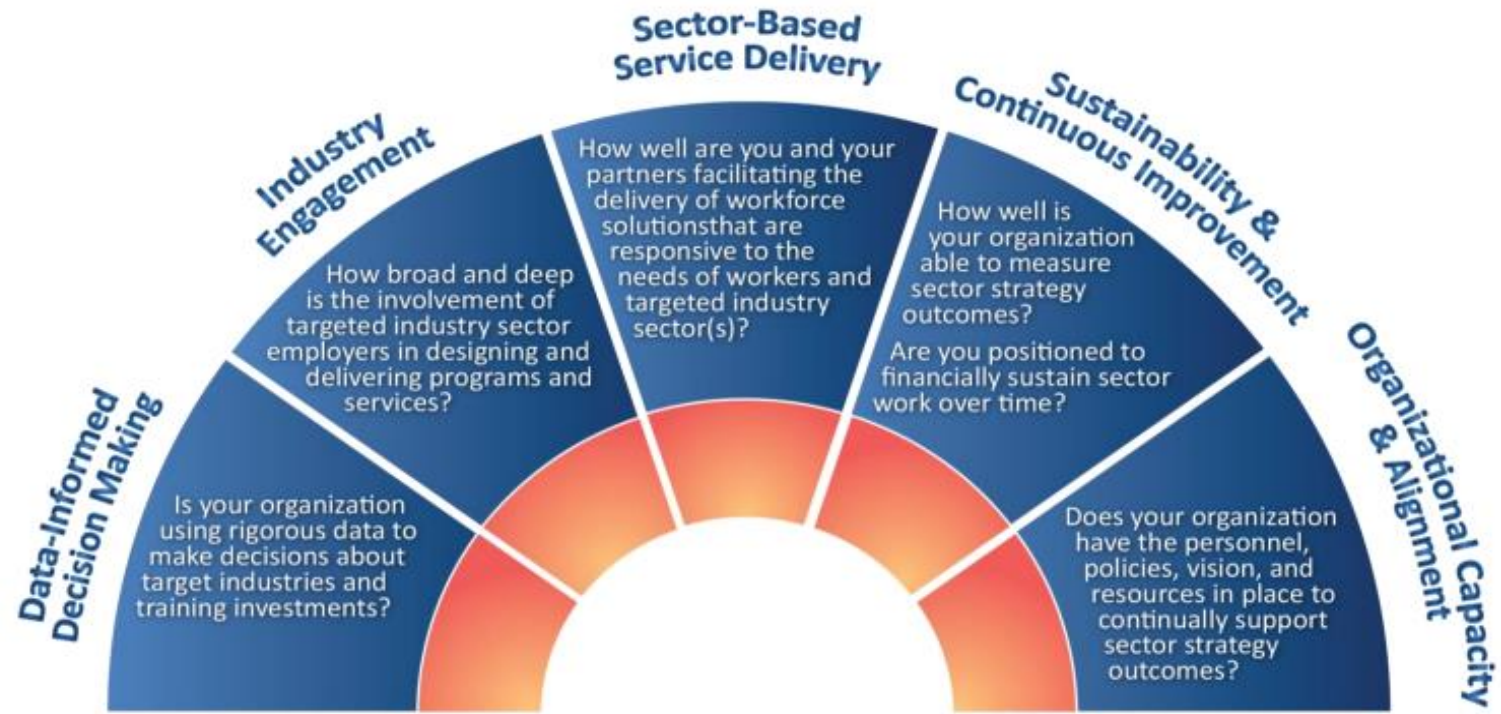 Data-Informed
Decision Making
Is your organization
using rigorous data to
make decisions about
target industries and
training investments?
Industry
Engagement
How broad and deep
is the involvement of
targeted industry sector
employers in designing and
delivering programs and
services?
Sector-Based
Service Delivery
How well are you and your
partners facilitating the
delivery of workforce
solutionsthat are
responsive to the
needs of workers and
targeted industry
sector(s)?
Sustainability &
Continuous Improvement
How well is
your organization
able to measure
sector strategy
outcomes?
Are you positioned to
financially sustain sector
work over time?
Organizational Capacity
& Alignment
Does your organization
have the personnel,
policies, vision, and
resources in place to
continually support
sector strategy
outcomes?